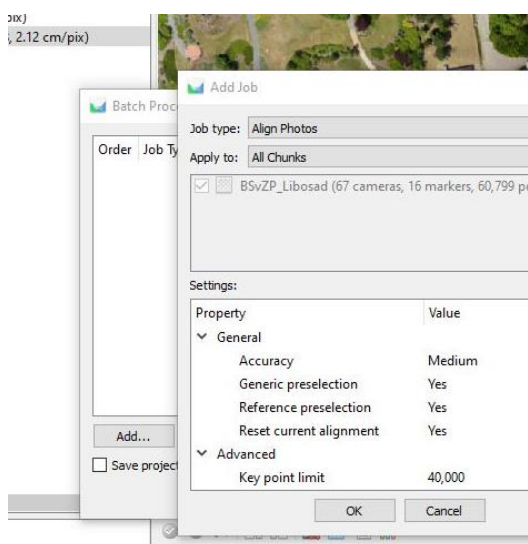 pix)
, 2.12 cm/pix)
Batch Proc
Add Job
Job type: Align Photos
Order Job Ty
Apply to: All Chunks
BSvZP_Libosad (67 cameras, 16 markers, 60,799 po
Settings:
Property Value
General
Accuracy Medium
Generic preselection Yes
Reference preselection Yes
Reset current alignment Yes
Advanced
Key point limit 40,000
Add...
Save project
OK Cancel